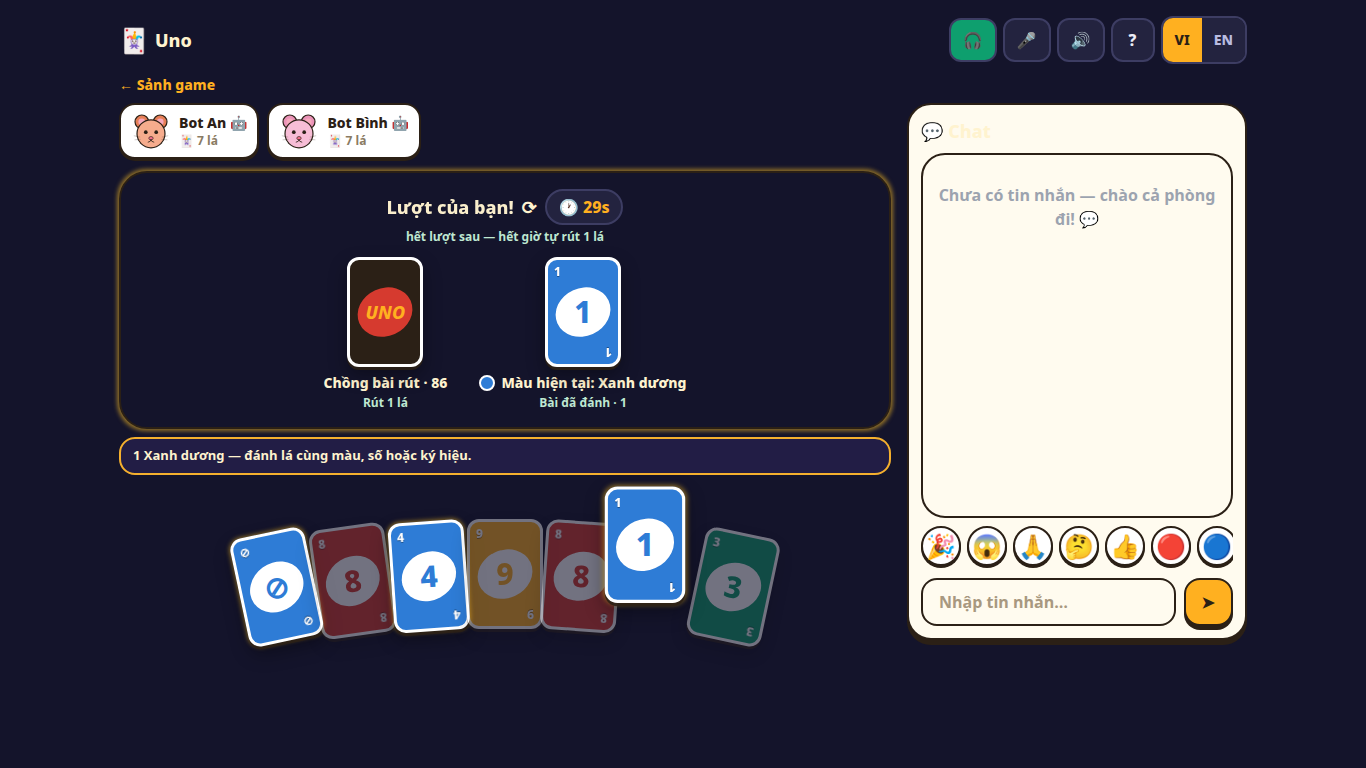 Uno
?
VI
EN
← Sảnh game
Bot An
7 lá
Bot Bình
7 lá
Lượt của bạn! ⟳
29s
hết lượt sau — hết giờ tự rút 1 lá
UNO
1
1
1
Chồng bài rút · 86
Màu hiện tại: Xanh dương
Rút 1 lá
Bài đã đánh · 1
1 Xanh dương — đánh lá cùng màu, số hoặc ký hiệu.
8
8
8
4
4
4
9
9
9
8
8
8
1
1
1
3
3
3
Chat
Chưa có tin nhắn — chào cả phòng
đi!
Nhập tin nhắn...
➤